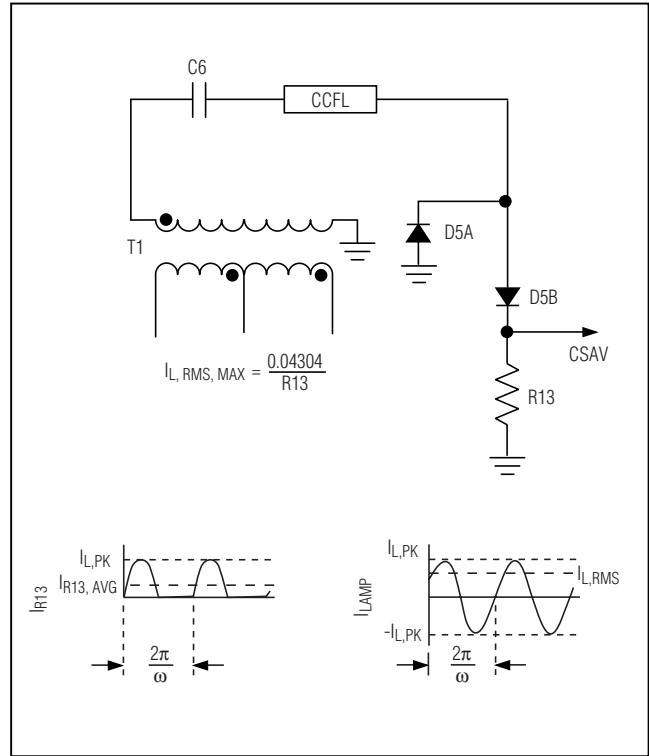 C6
CCFL
D5A
T1
D5B
CSAV
I_L, RMS, MAX = 0.04304 / R13
R13
I_R13
I_L,PK
I_R13, AVG
2π / ω
I_LAMP
I_L,PK
I_L,RMS
-I_L,PK
2π / ω